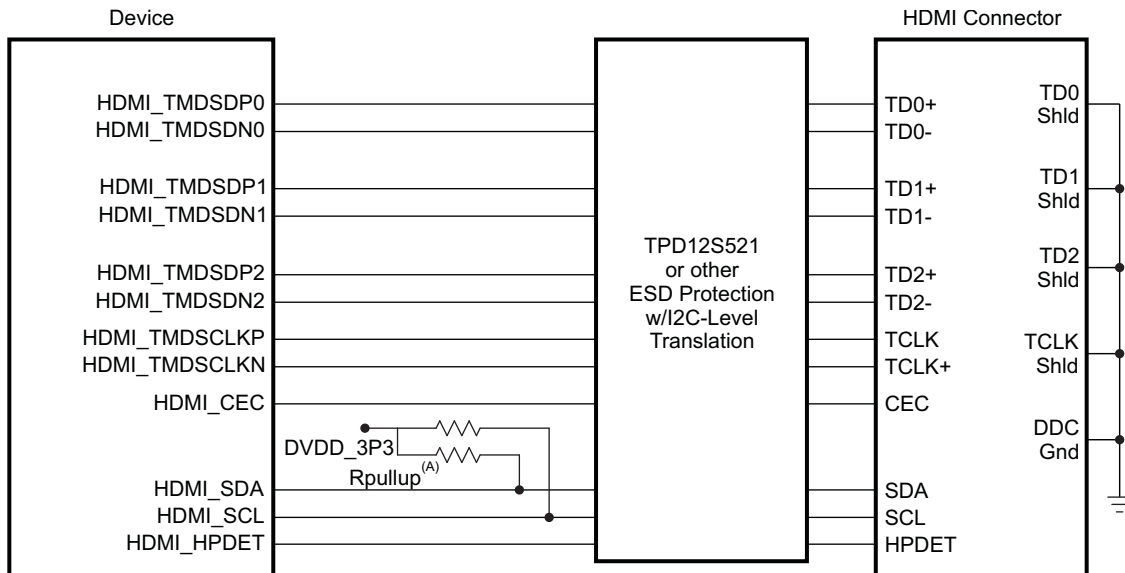 Device
HDMI Connector
HDMI_TMDSDP0
HDMI_TMDSDN0
HDMI_TMDSDP1
HDMI_TMDSDN1
HDMI_TMDSDP2
HDMI_TMDSDN2
HDMI_TMDSCLKP
HDMI_TMDSCLKN
HDMI_CEC
DVDD_3P3
Rpullup(A)
HDMI_SDA
HDMI_SCL
HDMI_HPDET
TPD12S521
or other
ESD Protection
w/I2C-Level
Translation
TD0+
TD0-
TD1+
TD1-
TD2+
TD2-
TCLK
TCLK+
CEC
SDA
SCL
HPDET
TD0
Shld
TD1
Shld
TD2
Shld
TCLK
Shld
DDC
Gnd